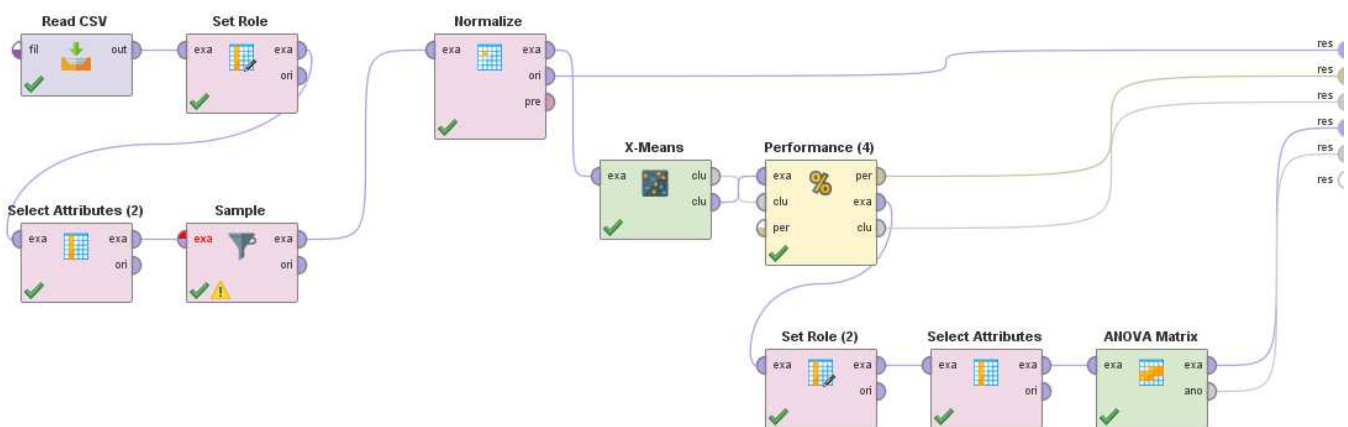 Read CSV
fil out
Set Role
exa exa
ori
Normalize
exa exa
ori
pre
res
res
res
res
res
res
X-Means
exa clu
clu
Performance (4)
% 
exa per
clu exa
per clu
Select Attributes (2)
exa exa
ori
Sample
exa exa
ori
Set Role (2)
exa exa
ori
Select Attributes
exa exa
ori
ANOVA Matrix
exa exa
ano